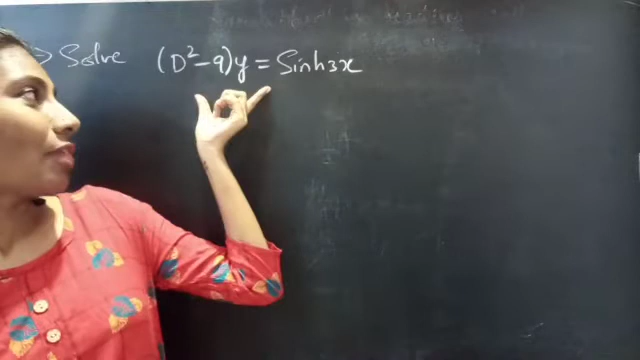 > Solve (D²-9)y = Sinh3x